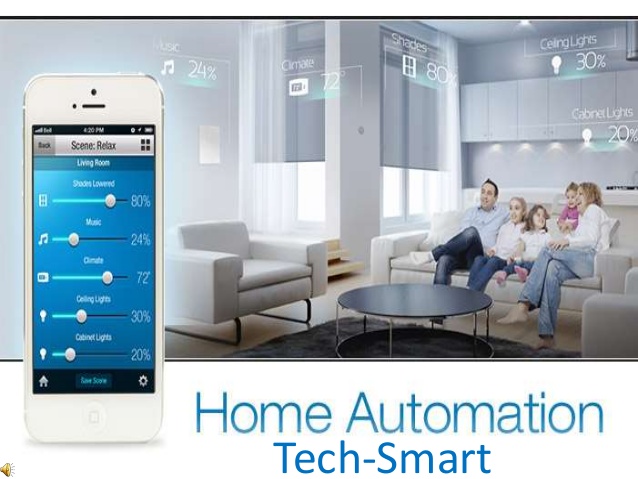 Music
24%
Climate
72°
Shades
80%
Ceiling Lights
30%
Cabinet Lights
20%
Bell 4:20 PM
Back Scene: Relax
Living Room
Shades Lowered
80%
Music
24%
Climate
72°
Ceiling Lights
30%
Cabinet Lights
20%
Save Scene
Home Automation
Tech-Smart